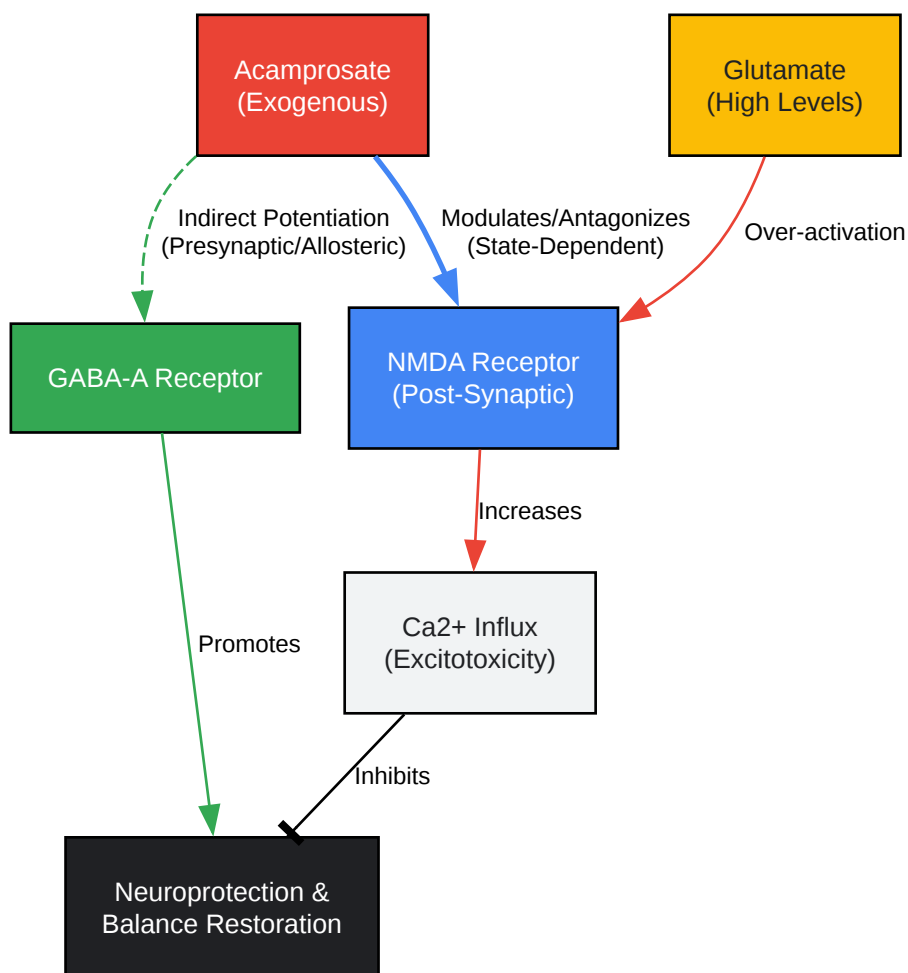 Acamprosate
(Exogenous)
Glutamate
(High Levels)
Indirect Potentiation
(Presynaptic/Allosteric)
Modulates/Antagonizes
(State-Dependent)
Over-activation
GABA-A Receptor
NMDA Receptor
(Post-Synaptic)
Increases
Ca2+ Influx
(Excitotoxicity)
Promotes
Inhibits
Neuroprotection &
Balance Restoration